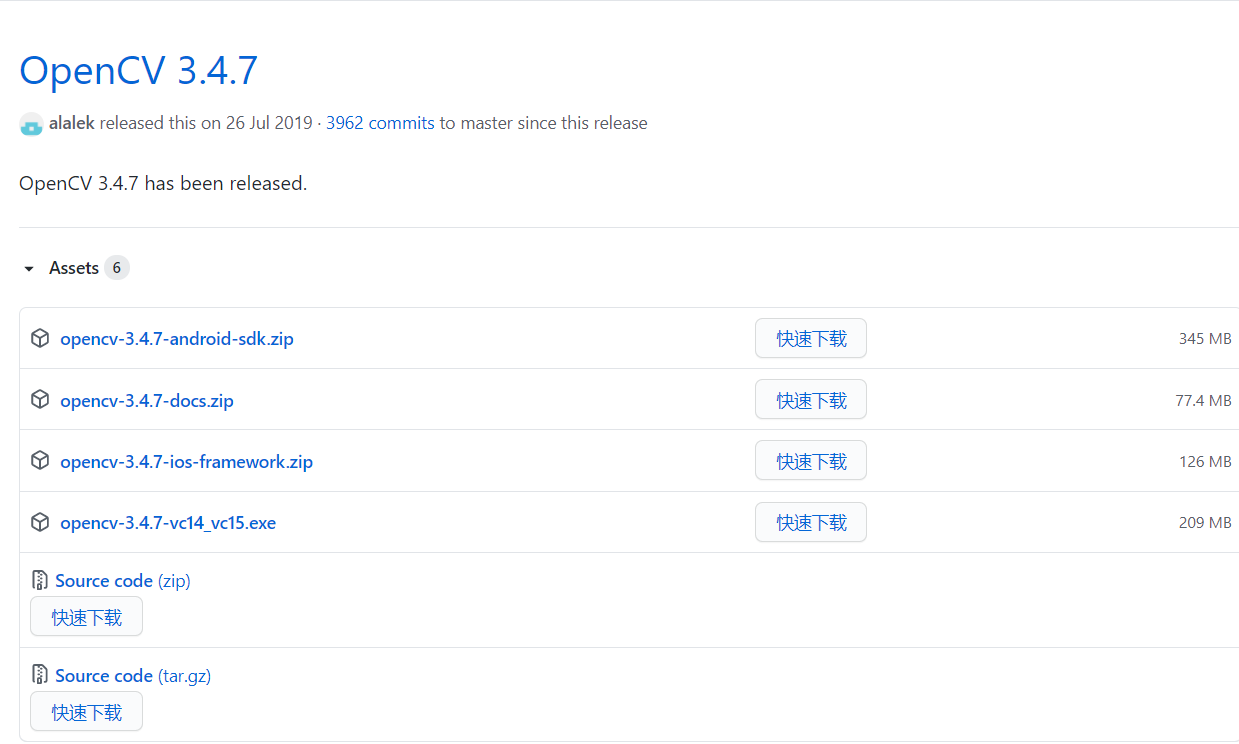 OpenCV 3.4.7
alalek released this on 26 Jul 2019 · 3962 commits to master since this release
OpenCV 3.4.7 has been released.
Assets 6
opencv-3.4.7-android-sdk.zip 快速下载 345 MB
opencv-3.4.7-docs.zip 快速下载 77.4 MB
opencv-3.4.7-ios-framework.zip 快速下载 126 MB
opencv-3.4.7-vc14_vc15.exe 快速下载 209 MB
Source code (zip)
快速下载
Source code (tar.gz)
快速下载